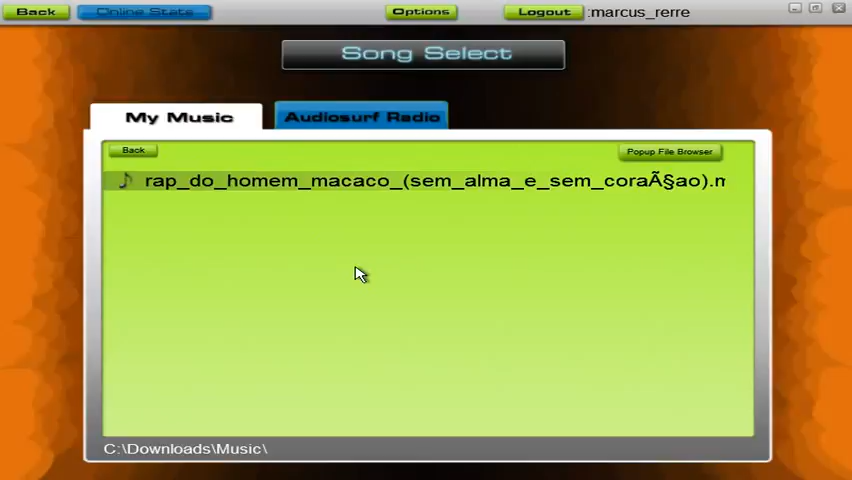 Back Online State Options Logout :marcus_rerre
Song Select
My Music Audiosurf Radio
Back Popup File Browser
rap_do_homem_macaco_(sem_alma_e_sem_coraÃ§ao).m
C:\Downloads\Music\